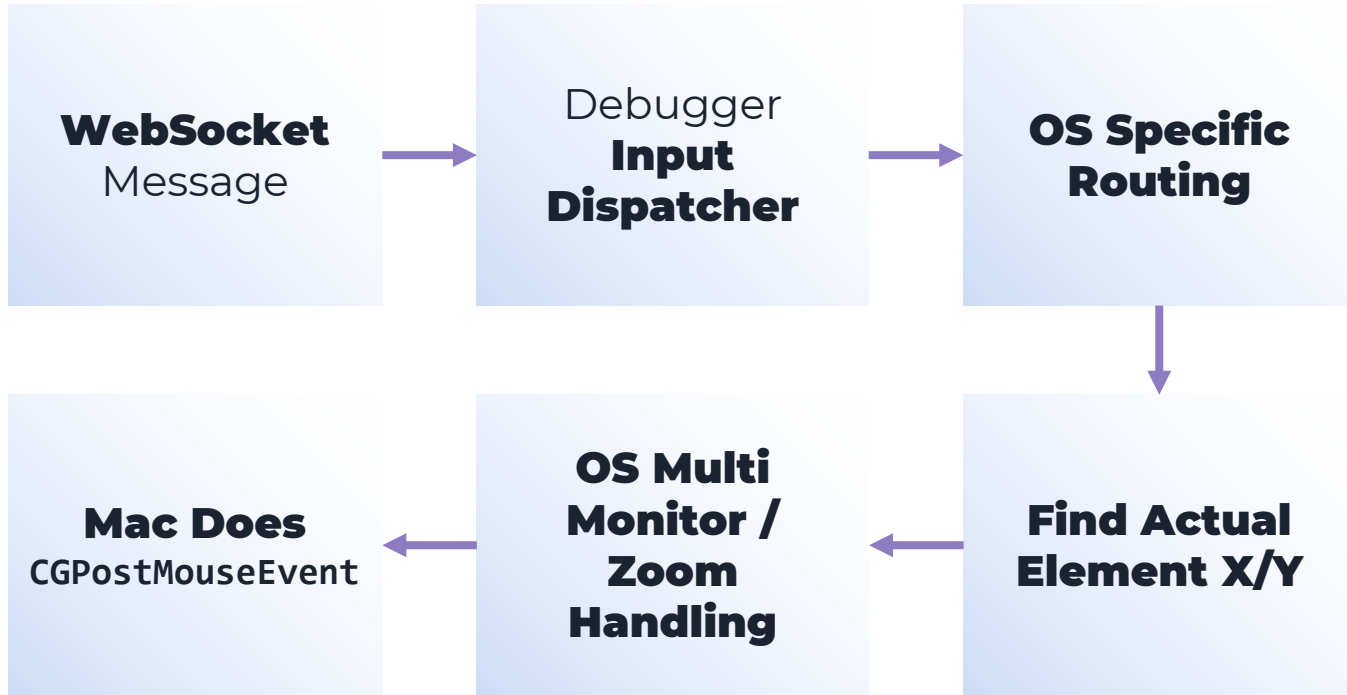 WebSocket
Message
Debugger
Input
Dispatcher
OS Specific
Routing
Find Actual
Element X/Y
OS Multi
Monitor /
Zoom
Handling
Mac Does
CGPostMouseEvent